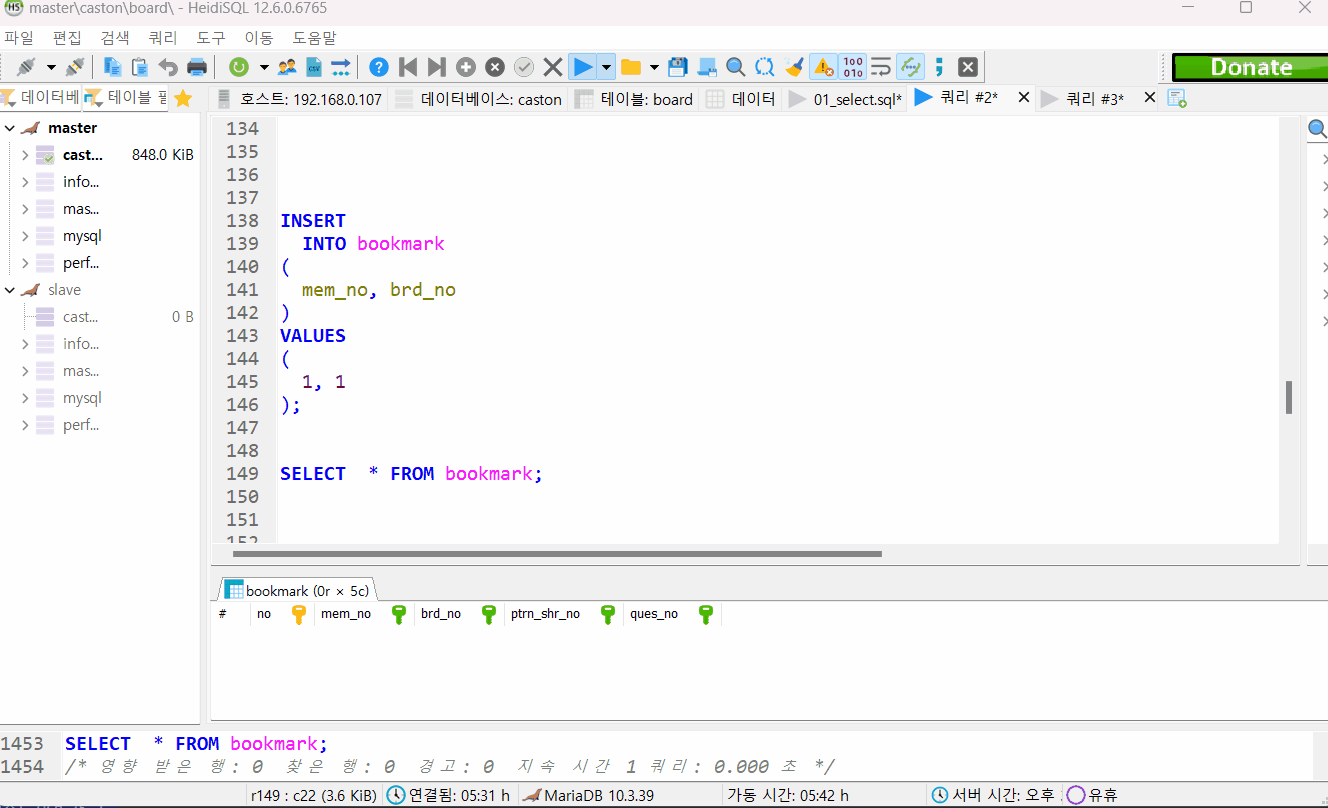 master\caston\board\ - HeidiSQL 12.6.0.6765
파일 편집 검색 쿼리 도구 이동 도움말
Donate
데이터베 테이블 필 호스트: 192.168.0.107 데이터베이스: caston 테이블: board 데이터 01_select.sql* 쿼리 #2* 쿼리 #3*
master
cast... 848.0 KiB
info...
mas...
mysql
perf...
slave
cast... 0 B
info...
mas...
mysql
perf...
134
135
136
137
138 INSERT
139 INTO bookmark
140 (
141 mem_no, brd_no
142 )
143 VALUES
144 (
145 1, 1
146 );
147
148
149 SELECT * FROM bookmark;
150
151
152
bookmark (0r × 5c)
# no mem_no brd_no ptrn_shr_no ques_no
1453 SELECT * FROM bookmark;
1454 /* 영향 받은 행: 0 찾은 행: 0 경고: 0 지속 시간 1 쿼리: 0.000 초 */
r149 : c22 (3.6 KiB) 연결됨: 05:31 h MariaDB 10.3.39 가동 시간: 05:42 h 서버 시간: 오후 유휴